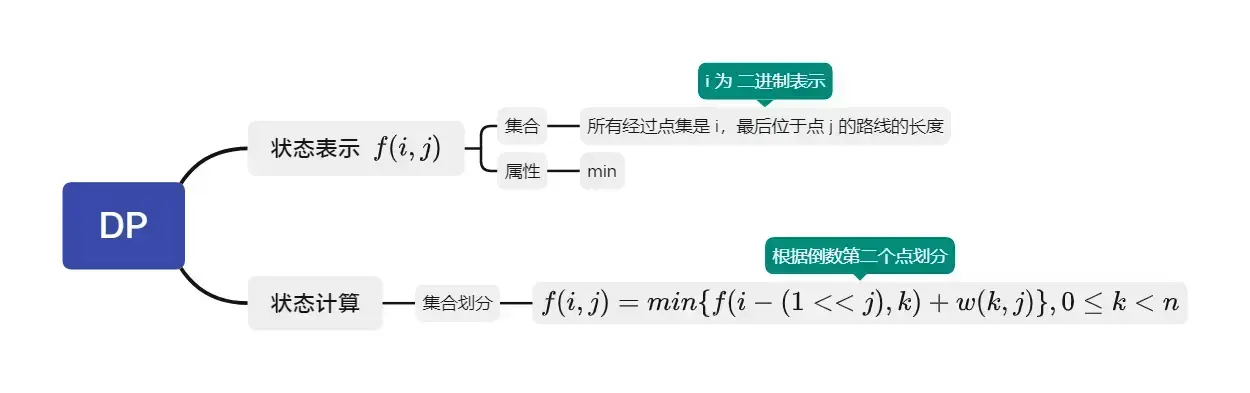 DP
状态表示 f(i,j)
集合
i 为 二进制表示
所有经过点集是 i，最后位于点 j 的路线的长度
属性
min
状态计算
集合划分
根据倒数第二个点划分
f(i,j) = min{f(i − (1 << j),k) + w(k,j)},0 ≤ k < n